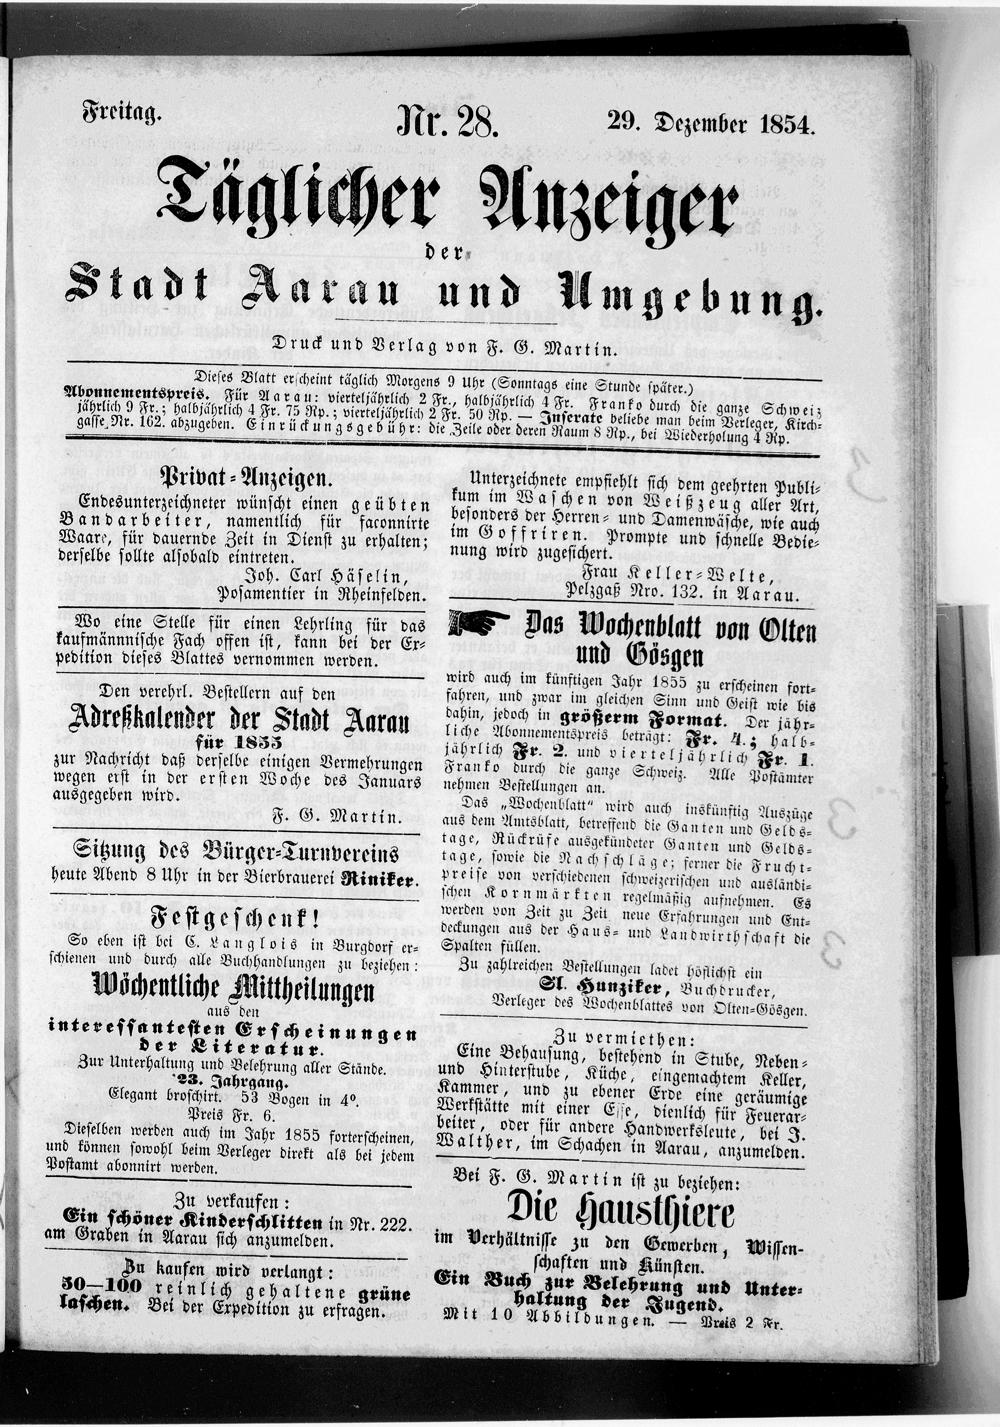 Freitag.
Nr. 28.
29. Dezember 1854.
Täglicher Anzeiger
der
Stadt Aarau und Umgebung.
Druck und Verlag von F. G. Martin.
Dieses Blatt erscheint täglich Morgens 9 Uhr (Sonntags eine Stunde später.)
Abonnementspreis. Für Aarau: vierteljährlich 2 Fr., halbjährlich 4 Fr. Franko durch die ganze Schweiz
jährlich 9 Fr.; halbjährlich 4 Fr. 75 Rp.; vierteljährlich 2 Fr. 50 Rp. — Inserate beliebe man beim Verleger, Kirch-
gasse Nr. 162. abzugeben. Einrückungsgebühr: die Zeile oder deren Raum 8 Rp., bei Wiederholung 4 Rp.
Privat-Anzeigen.
Endesunterzeichneter wünscht einen geübten
Bandarbeiter, namentlich für faconnirte
Waare, für dauernde Zeit in Dienst zu erhalten;
derselbe sollte alsobald eintreten.
Joh. Carl Häselin,
Posamentier in Rheinfelden.
Wo eine Stelle für einen Lehrling für das
kaufmännnische Fach offen ist, kann bei der Ex-
pedition dieses Blattes vernommen werden.
Den verehrl. Bestellern auf den
Adreßkalender der Stadt Aarau
für 1855
zur Nachricht daß derselbe einigen Vermehrungen
wegen erst in der ersten Woche des Januars
ausgegeben wird.
F. G. Martin.
Sitzung des Bürger-Turnvereins
heute Abend 8 Uhr in der Bierbrauerei Riniker.
Festgeschenk!
So eben ist bei C. Langlois in Burgdorf er-
schienen und durch alle Buchhandlungen zu beziehen:
Wöchentliche Mittheilungen
aus den
interessantesten Erscheinungen
der Literatur.
Zur Unterhaltung und Belehrung aller Stände.
23. Jahrgang.
Elegant broschirt. 53 Bogen in 4°.
Preis Fr. 6.
Dieselben werden auch im Jahr 1855 forterscheinen,
und können sowohl beim Verleger direkt als bei jedem
Postamt abonnirt werden.
Zu verkaufen:
Ein schöner Kinderschlitten in Nr. 222.
am Graben in Aarau sich anzumelden.
Zu kaufen wird verlangt:
50—100 reinlich gehaltene grüne
laschen. Bei der Expedition zu erfragen.
Unterzeichnete empfiehlt sich dem geehrten Publi-
kum im Waschen von Weißzeug aller Art,
besonders der Herren- und Damenwäsche, wie auch
im Goffriren. Prompte und schnelle Bedie-
nung wird zugesichert.
Frau Keller-Welte,
Pelzgaß Nro. 132. in Aarau.
Das Wochenblatt von Olten
und Gösgen
wird auch im künftigen Jahr 1855 zu erscheinen fort-
fahren, und zwar im gleichen Sinn und Geist wie bis
dahin, jedoch in größerm Format. Der jähr-
liche Abonnementspreis beträgt: Fr. 4.; halb-
jährlich Fr. 2. und vierteljährlich Fr. 1.
Franko durch die ganze Schweiz. Alle Postämter
nehmen Bestellungen an.
Das „Wochenblatt" wird auch inskünftig Auszüge
aus dem Amtsblatt, betreffend die Ganten und Gelds-
tage, Rückrüfe ausgekündeter Ganten und Gelds-
tage, sowie die Nachschläge; ferner die Frucht-
preise von verschiedenen schweizerischen und ausländi-
schen Kornmärkten regelmäßig aufnehmen. Es
werden von Zeit zu Zeit neue Erfahrungen und Ent-
deckungen aus der Haus- und Landwirthschaft die
Spalten füllen.
Zu zahlreichen Bestellungen ladet höflichst ein
Sl. Hunziker, Buchdrucker,
Verleger des Wochenblattes von Olten-Gösgen.
Zu vermiethen:
Eine Behausung, bestehend in Stube, Neben-
und Hinterstube, Küche, eingemachtem Keller,
Kammer, und zu ebener Erde eine geräumige
Werkstätte mit einer Esse, dienlich für Feuerar-
beiter, oder für andere Handwerksleute, bei J.
Walther, im Schachen in Aarau, anzumelden.
Bei F. G. Martin ist zu beziehen:
Die Hausthiere
im Verhältnisse zu den Gewerben, Wissen-
schaften und Künsten.
Ein Buch zur Belehrung und Unter-
haltung der Jugend.
Mit 10 Abbildungen. — Preis 2 Fr.